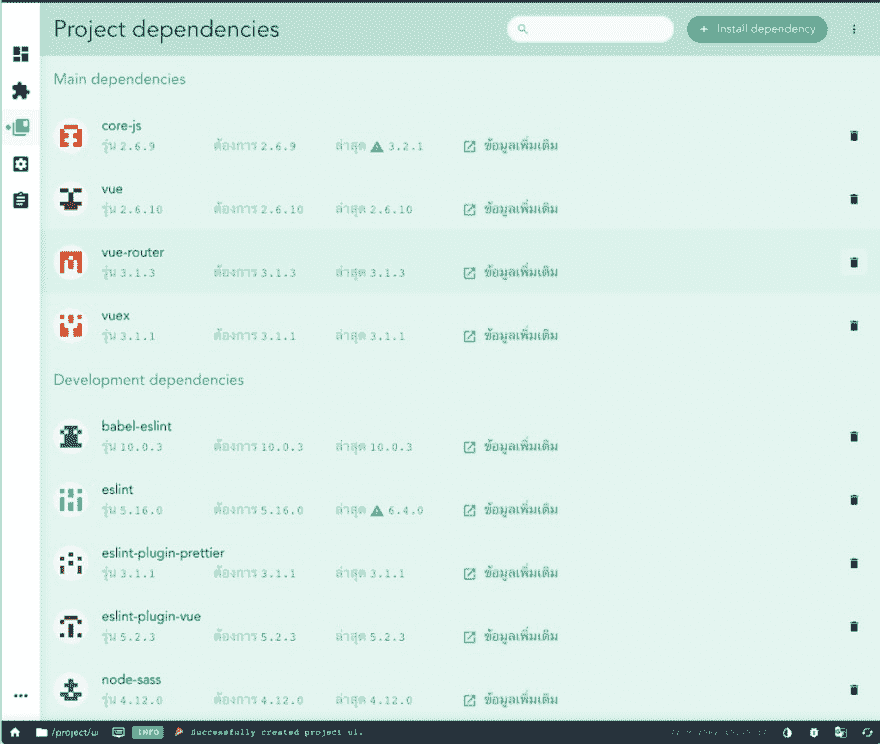 Project dependencies
Install dependency
Main dependencies
core-js
รุ่น 2.6.9 ต้องการ 2.6.9 ล่าสุด 3.2.1 ข้อมูลเพิ่มเติม
vue
รุ่น 2.6.10 ต้องการ 2.6.10 ล่าสุด 2.6.10 ข้อมูลเพิ่มเติม
vue-router
รุ่น 3.1.3 ต้องการ 3.1.3 ล่าสุด 3.1.3 ข้อมูลเพิ่มเติม
vuex
รุ่น 3.1.1 ต้องการ 3.1.1 ล่าสุด 3.1.1 ข้อมูลเพิ่มเติม
Development dependencies
babel-eslint
รุ่น 10.0.3 ต้องการ 10.0.3 ล่าสุด 10.0.3 ข้อมูลเพิ่มเติม
eslint
รุ่น 5.16.0 ต้องการ 5.16.0 ล่าสุด 6.4.0 ข้อมูลเพิ่มเติม
eslint-plugin-prettier
รุ่น 3.1.1 ต้องการ 3.1.1 ล่าสุด 3.1.1 ข้อมูลเพิ่มเติม
eslint-plugin-vue
รุ่น 5.2.3 ต้องการ 5.2.3 ล่าสุด 5.2.3 ข้อมูลเพิ่มเติม
node-sass
รุ่น 4.12.0 ต้องการ 4.12.0 ล่าสุด 4.12.0 ข้อมูลเพิ่มเติม
/project/w INFO Successfully created project ui.